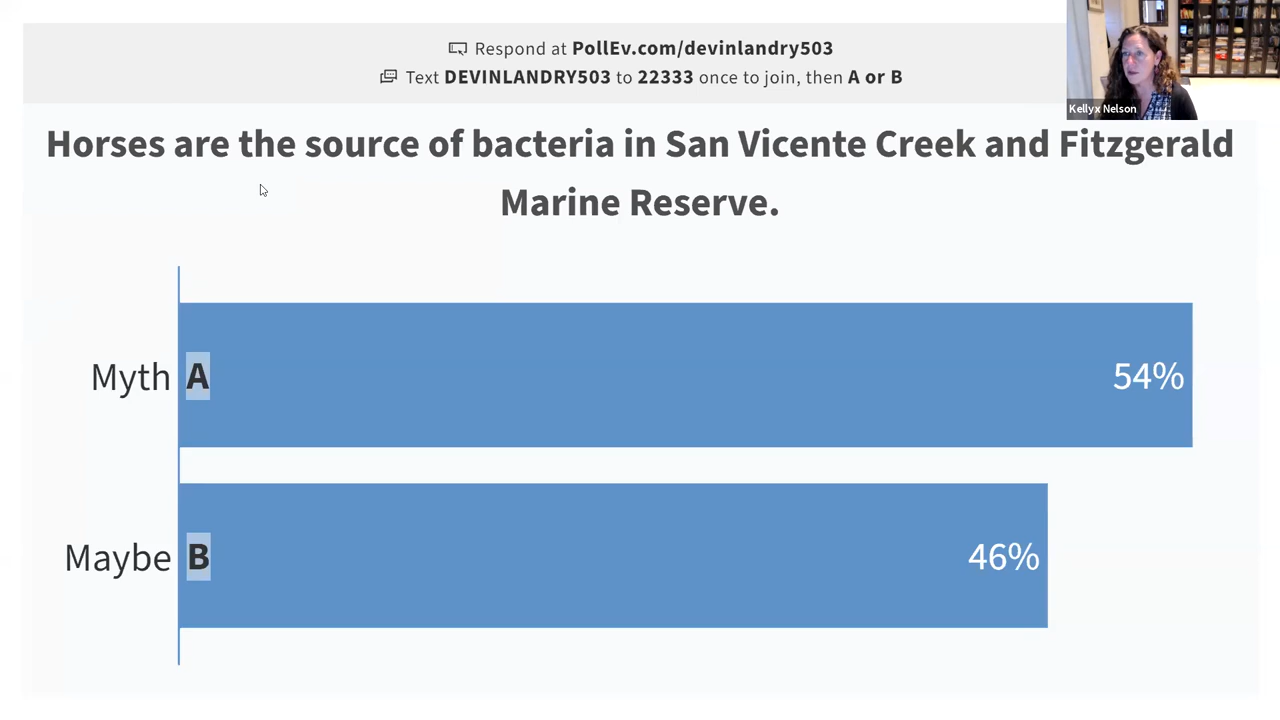 Respond at PollEv.com/devinlandry503
Text DEVINLANDRY503 to 22333 once to join, then A or B
Kellyx Nelson
Horses are the source of bacteria in San Vicente Creek and Fitzgerald
Marine Reserve.
Myth A 54%
Maybe B 46%